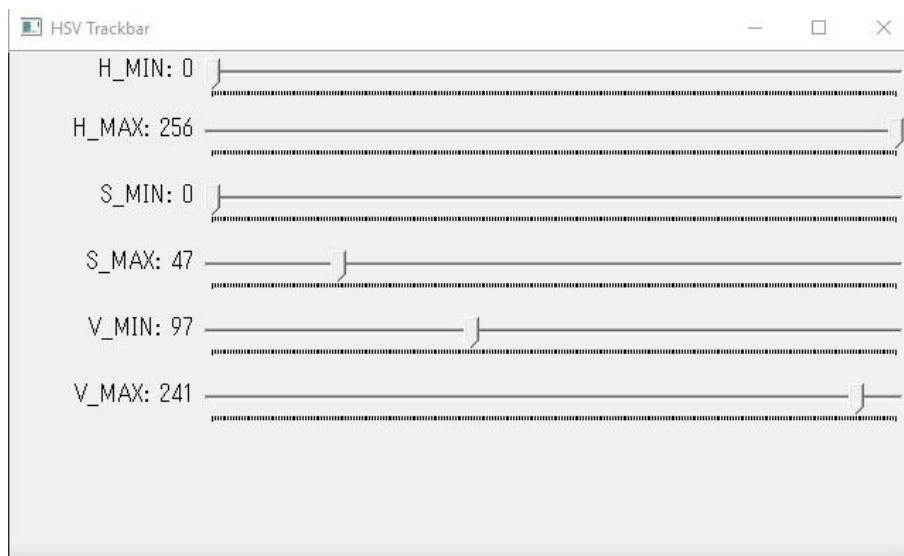 HSV Trackbar
H_MIN: 0
H_MAX: 256
S_MIN: 0
S_MAX: 47
V_MIN: 97
V_MAX: 241